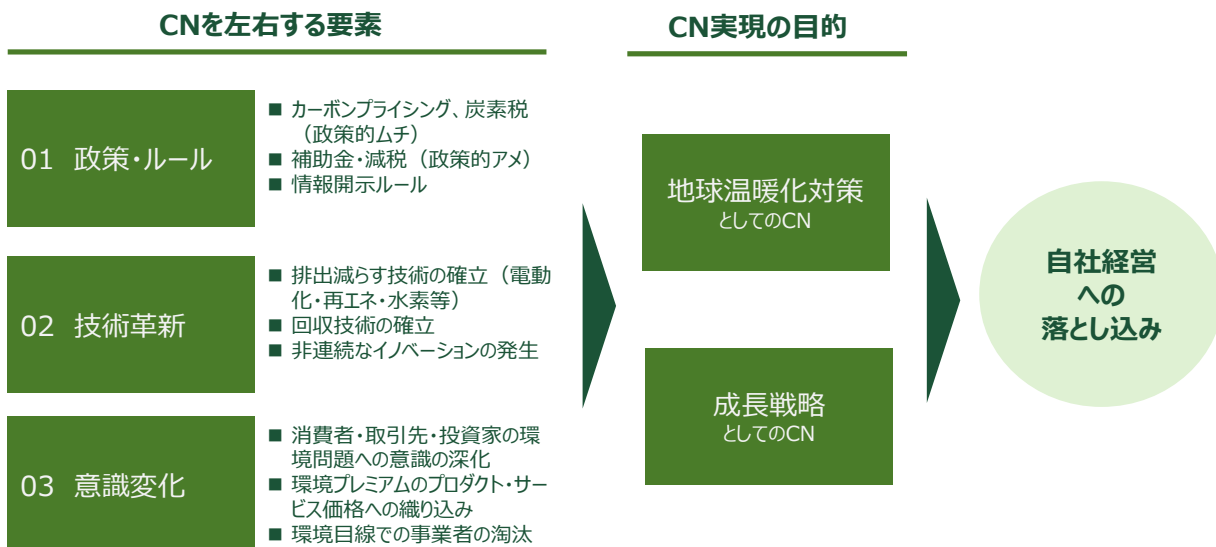 CNを左右する要素
CN実現の目的
01 政策・ルール
■ カーボンプライシング、炭素税
（政策的ムチ）
■ 補助金・減税（政策的アメ）
■ 情報開示ルール
02 技術革新
■ 排出減らす技術の確立（電動
化・再エネ・水素等）
■ 回収技術の確立
■ 非連続なイノベーションの発生
03 意識変化
■ 消費者・取引先・投資家の環
境問題への意識の深化
■ 環境プレミアムのプロダクト・サー
ビス価格への織り込み
■ 環境目線での事業者の淘汰
地球温暖化対策
としてのCN
成長戦略
としてのCN
自社経営
への
落とし込み